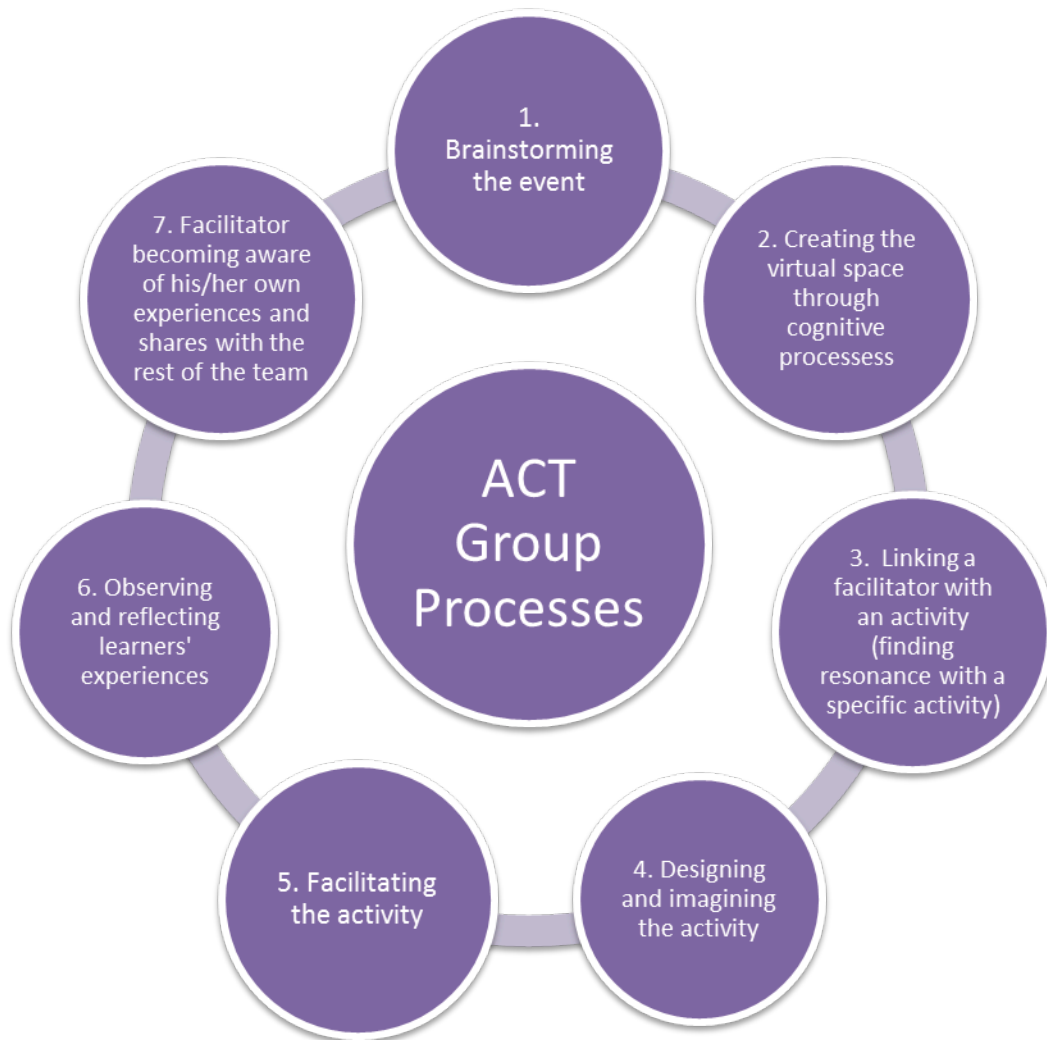 1.
Brainstorming
the event
2. Creating the
virtual space
through
cognitive
processess
3. Linking a
facilitator with
an activity
(finding
resonance with a
specific activity)
4. Designing
and imagining
the activity
5. Facilitating
the activity
6. Observing
and reflecting
learners'
experiences
7. Facilitator
becoming aware
of his/her own
experiences and
shares with the
rest of the team
ACT
Group
Processes